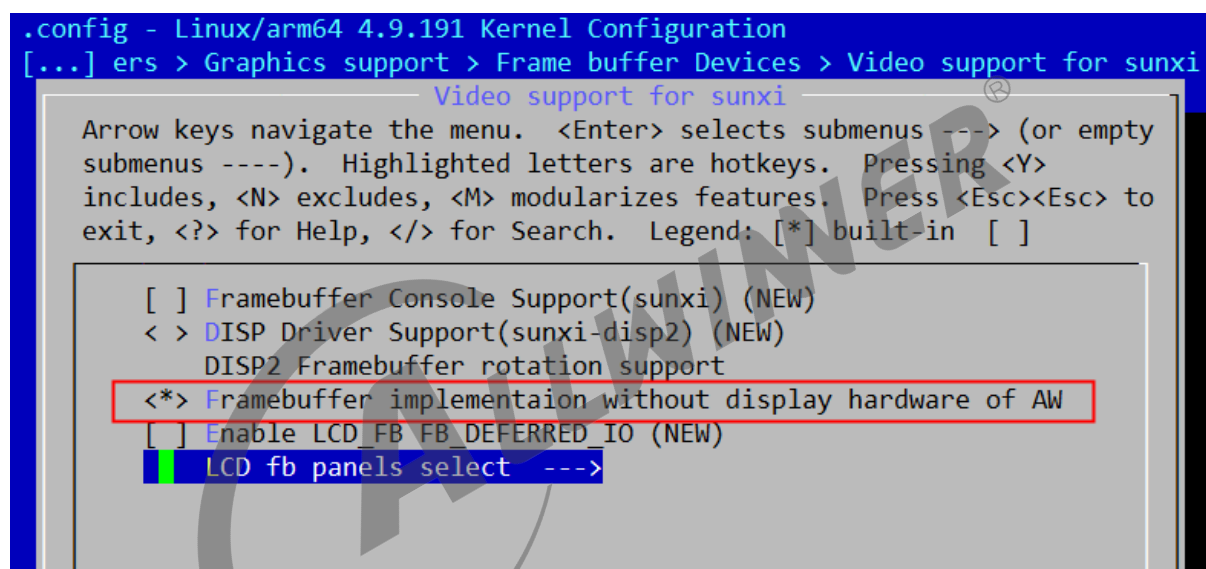 .config - Linux/arm64 4.9.191 Kernel Configuration
[...] ers > Graphics support > Frame buffer Devices > Video support for sunxi
Video support for sunxi
Arrow keys navigate the menu.  <Enter> selects submenus ---> (or empty
submenus ----).  Highlighted letters are hotkeys.  Pressing <Y>
includes, <N> excludes, <M> modularizes features.  Press <Esc><Esc> to
exit, <?> for Help, </> for Search.  Legend: [*] built-in  [ ]
[ ] Framebuffer Console Support(sunxi) (NEW)
< > DISP Driver Support(sunxi-disp2) (NEW)
DISP2 Framebuffer rotation support
<*> Framebuffer implementaion without display hardware of AW
[ ] Enable LCD_FB FB_DEFERRED_IO (NEW)
LCD fb panels select  --->
ALLWINNER®